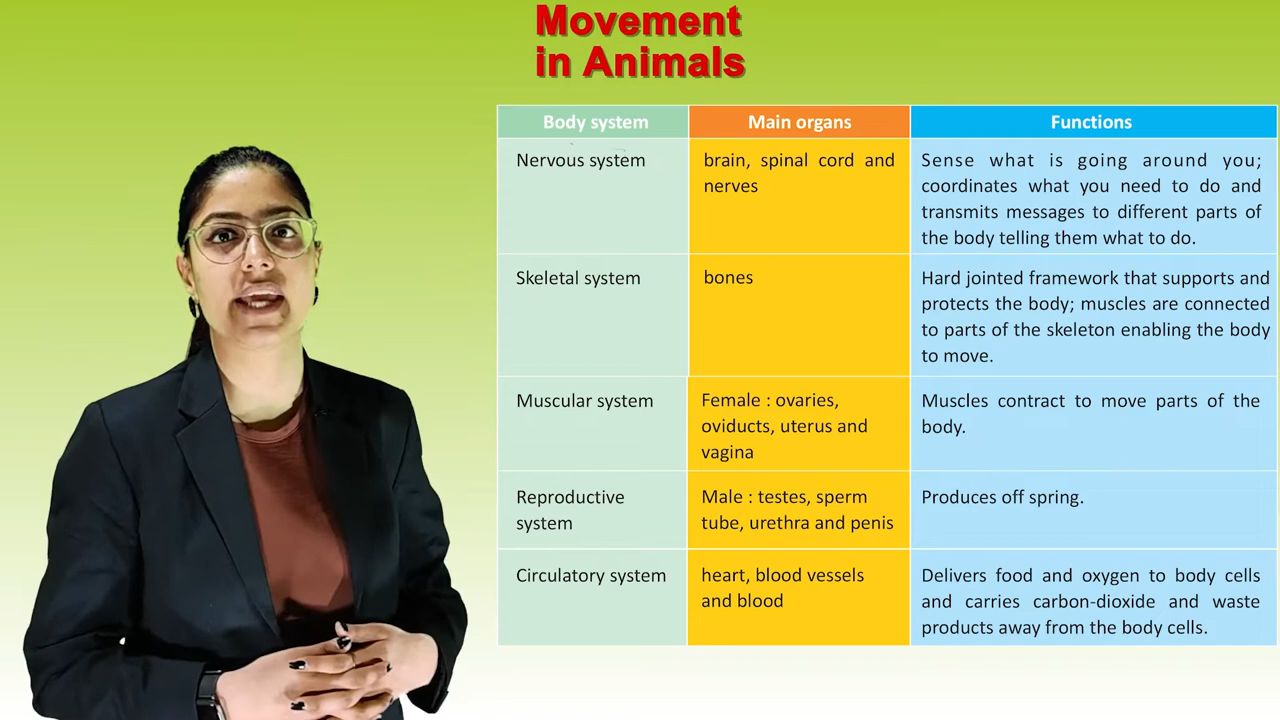 Movement
in Animals
Body system
Main organs
Functions
Nervous system
brain, spinal cord and
nerves
Sense what is going around you;
coordinates what you need to do and
transmits messages to different parts of
the body telling them what to do.
Skeletal system
bones
Hard jointed framework that supports and
protects the body; muscles are connected
to parts of the skeleton enabling the body
to move.
Muscular system
Female : ovaries,
oviducts, uterus and
vagina
Muscles contract to move parts of the
body.
Reproductive
system
Male : testes, sperm
tube, urethra and penis
Produces off spring.
Circulatory system
heart, blood vessels
and blood
Delivers food and oxygen to body cells
and carries carbon-dioxide and waste
products away from the body cells.